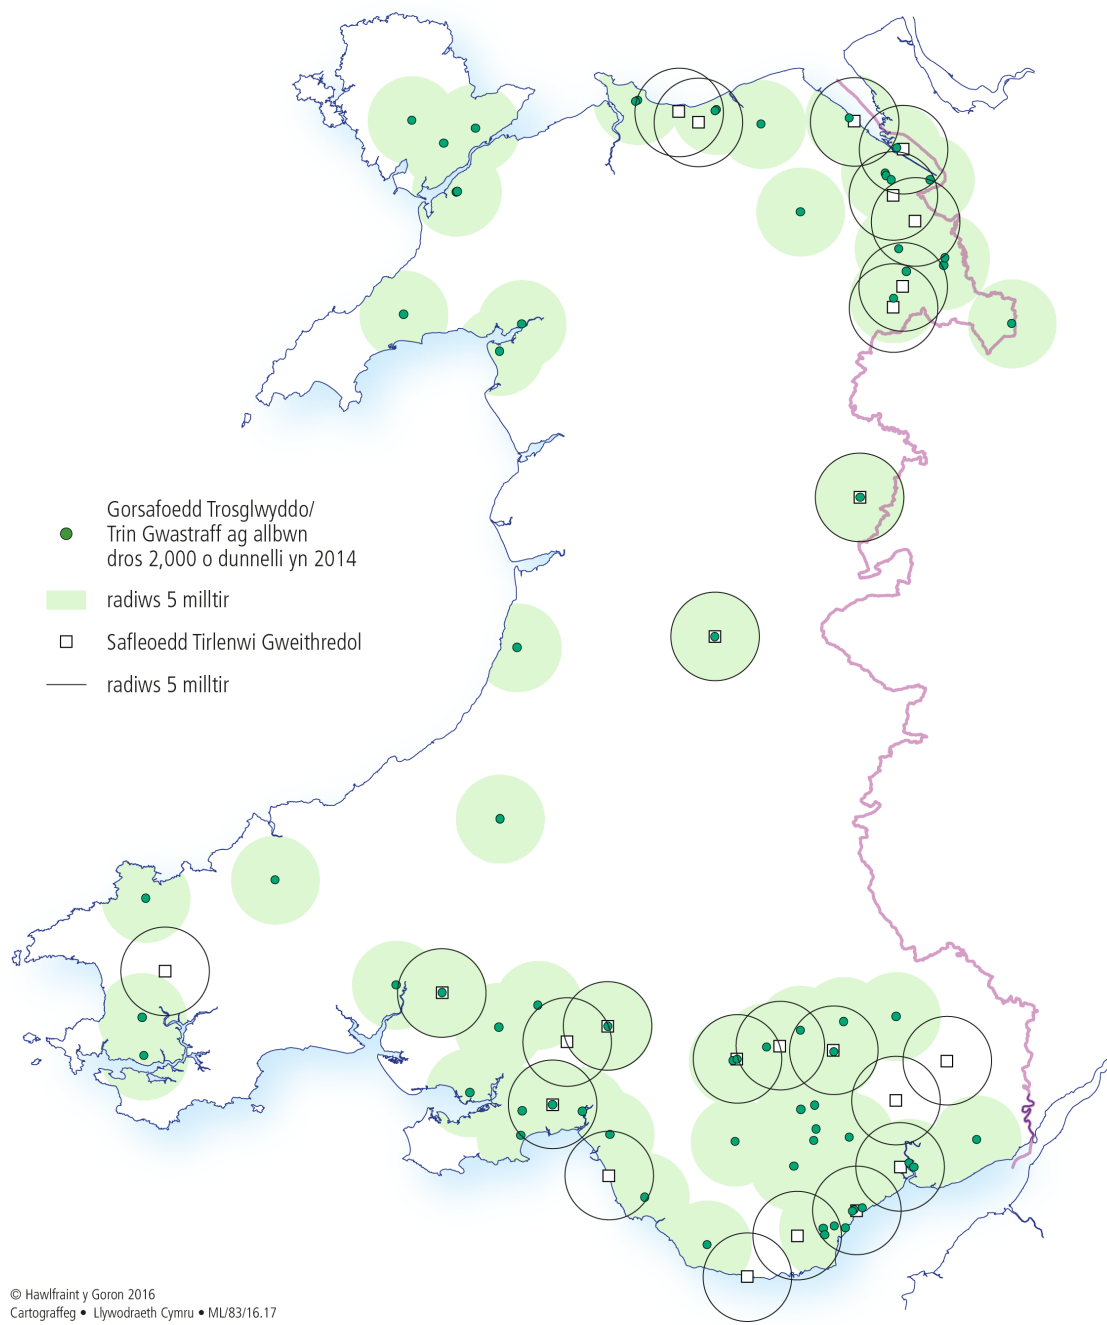 Gorsafoedd Trosglwyddo/
Trin Gwastraff ag allbwn
dros 2,000 o dunnelli yn 2014
radiws 5 milltir
Safleoedd Tirlenwi Gweithredol
radiws 5 milltir
© Hawlfraint y Goron 2016
Cartograffeg • Llywodraeth Cymru • ML/83/16.17